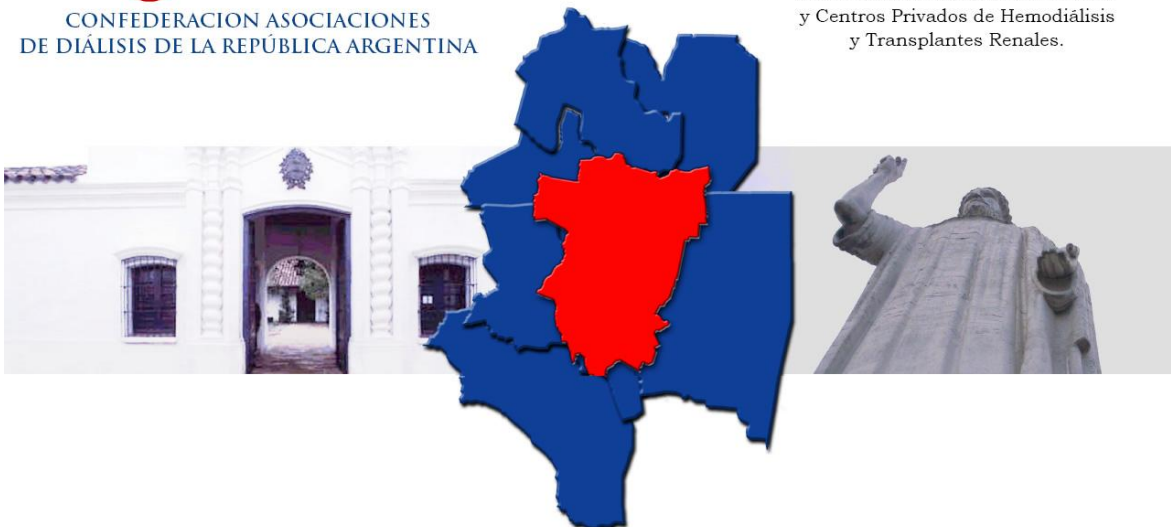 CONFEDERACION ASOCIACIONES
DE DIÁLISIS DE LA REPÚBLICA ARGENTINA
y Centros Privados de Hemodiálisis
y Transplantes Renales.